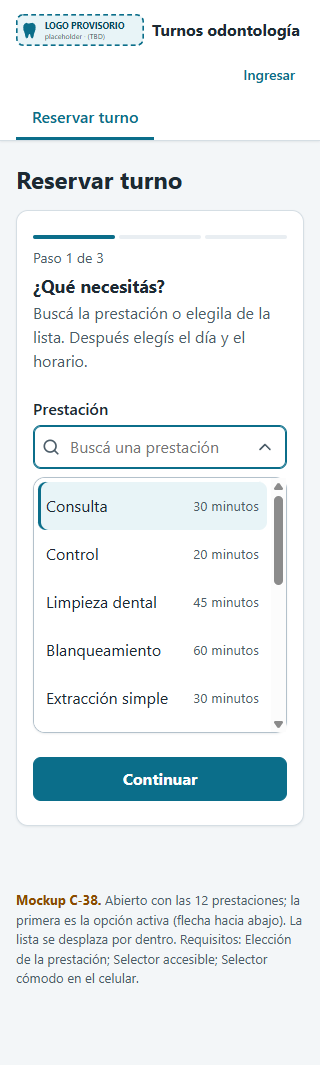 LOGO PROVISORIO
placeholder · (TBD)
Turnos odontología
Ingresar
Reservar turno
Reservar turno
Paso 1 de 3
¿Qué necesitás?
Buscá la prestación o elegila de la
lista. Después elegís el día y el
horario.
Prestación
Buscá una prestación
Consulta 30 minutos
Control 20 minutos
Limpieza dental 45 minutos
Blanqueamiento 60 minutos
Extracción simple 30 minutos
Continuar
Mockup C-38. Abierto con las 12 prestaciones; la
primera es la opción activa (flecha hacia abajo). La
lista se desplaza por dentro. Requisitos: Elección
de la prestación; Selector accesible; Selector
cómodo en el celular.